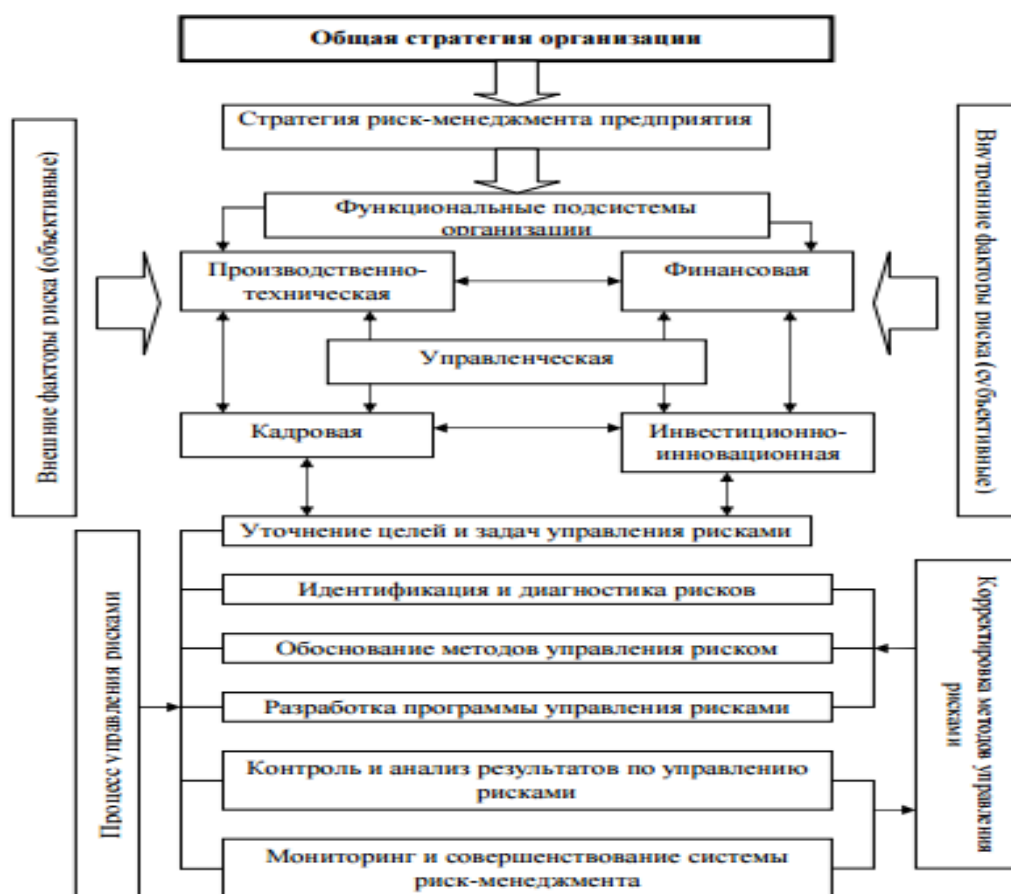 Общая стратегия организации
Стратегия риск-менеджмента предприятия
Внешние факторы риска (объективные)
Внутренние факторы риска (субъективные)
Функциональные подсистемы
организации
Производственно-
техническая
Финансовая
Управленческая
Кадровая
Инвестиционно-
инновационная
Процесс управления рисками
Уточнение целей и задач управления рисками
Идентификация и диагностика рисков
Обоснование методов управления риском
Разработка программы управления рисками
Контроль и анализ результатов по управлению
рисками
Мониторинг и совершенствование системы
риск-менеджмента
Корректировка методов управления
рисками